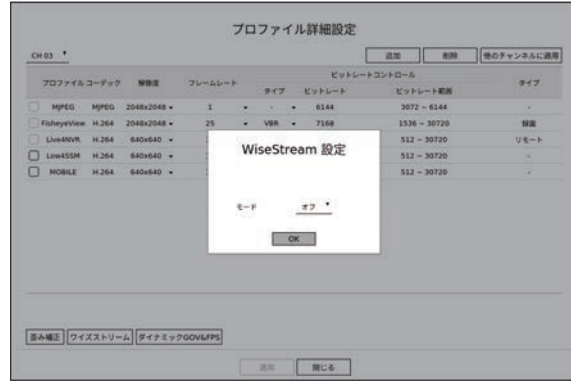 プロファイル詳細設定
CH 03 追加 削除 他のチャンネルに適用
ビットレートコントロール
プロファイル コーデック 解像度 フレームレート タイプ ビットレート ビットレート範囲 タイプ
MJPEG MJPEG 2048x2048 1 - 6144 3072 ~ 6144 -
FisheyeView H.264 2048x2048 25 VBR 7168 1536 ~ 30720 録画
Live4NVR H.264 640x640 512 ~ 30720 リモート
Low4SSM H.264 640x640 512 ~ 30720 -
MOBILE H.264 640x640 512 ~ 30720 -
WiseStream 設定
モード オフ
OK
歪み補正 ワイズストリーム ダイナミックGOV&FPS
適用 閉じる